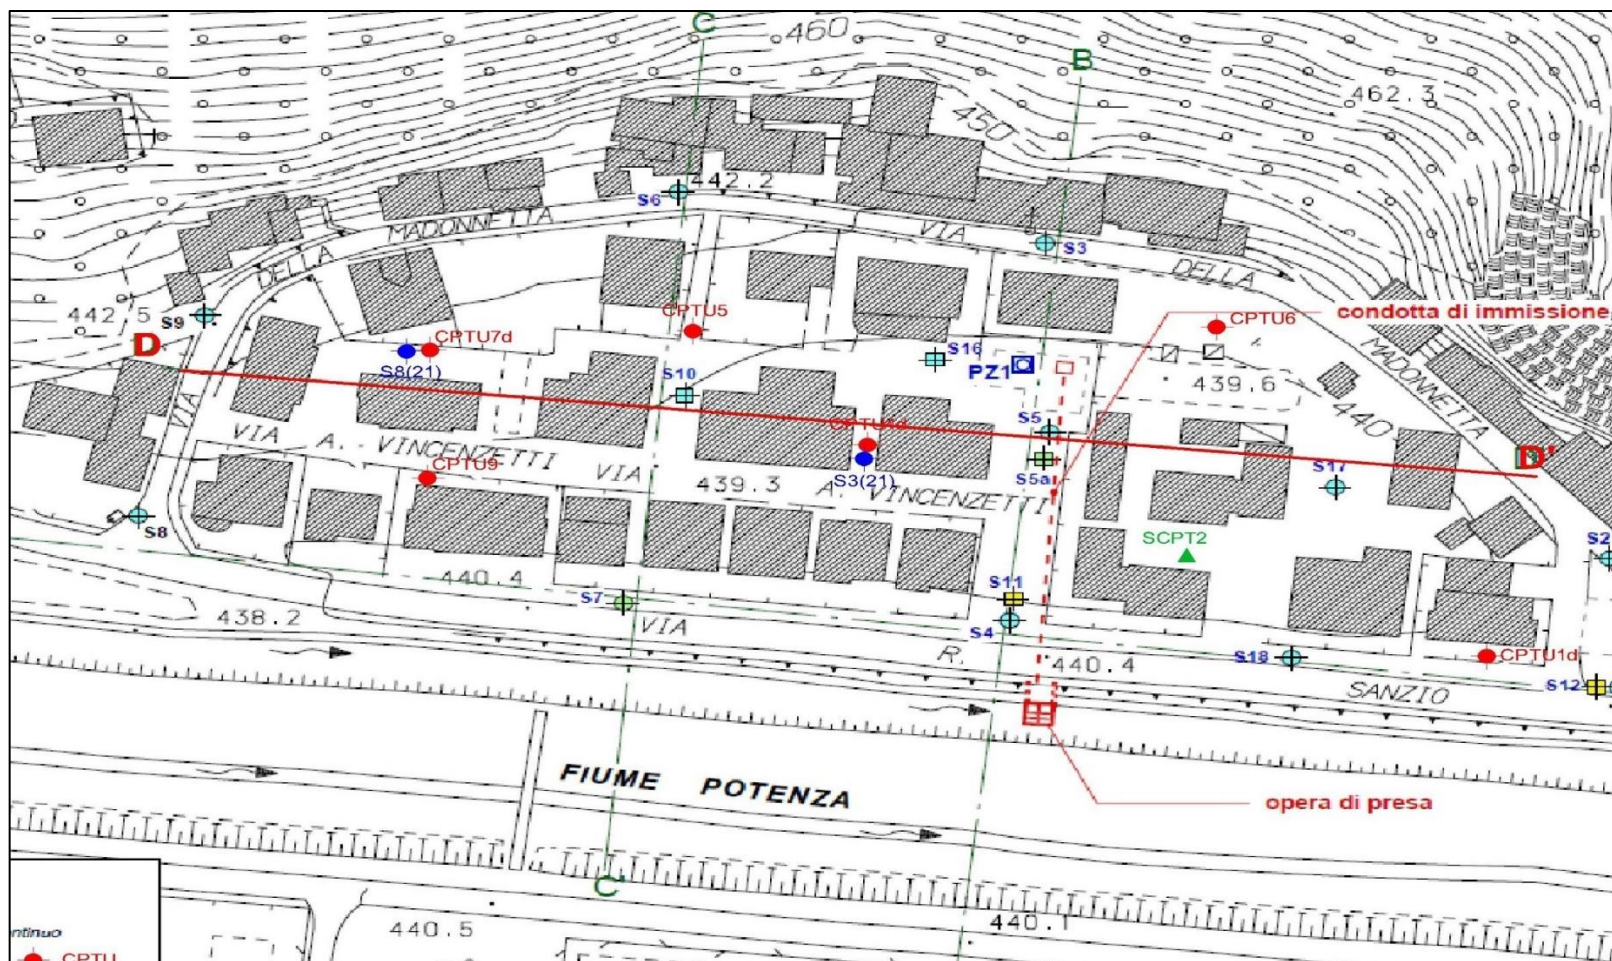 C
460
B
462.3
450
442.2
S6
MADONNETTA
VIA
S3
DELLA
DELLA
442.5
S9
CPTU5
CPTU6
condotta di immissione
D
CPTU7d
S8(21)
S16
PZ1
439.6
MADONNETTA
S10
440
VIA
S5
VIA A. VINCENZETTI
VIA
D'
CPTU9
S3(21)
S5a
S17
439.3
A. VINCENZETTI
S8
SCPT2
S2
440.4
S11
S7
438.2
VIA
S4
R.
440.4
S18
CPTU1d
SANZIO
S12
FIUME POTENZA
opera di presa
C'
440.5
440.1
ntinuo
CPTU